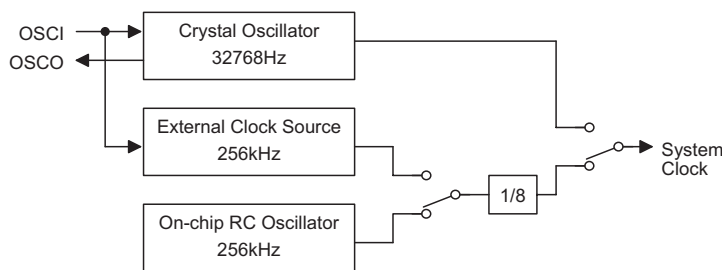 OSCI
OSCO
Crystal Oscillator
32768Hz
External Clock Source
256kHz
On-chip RC Oscillator
256kHz
1/8
System
Clock